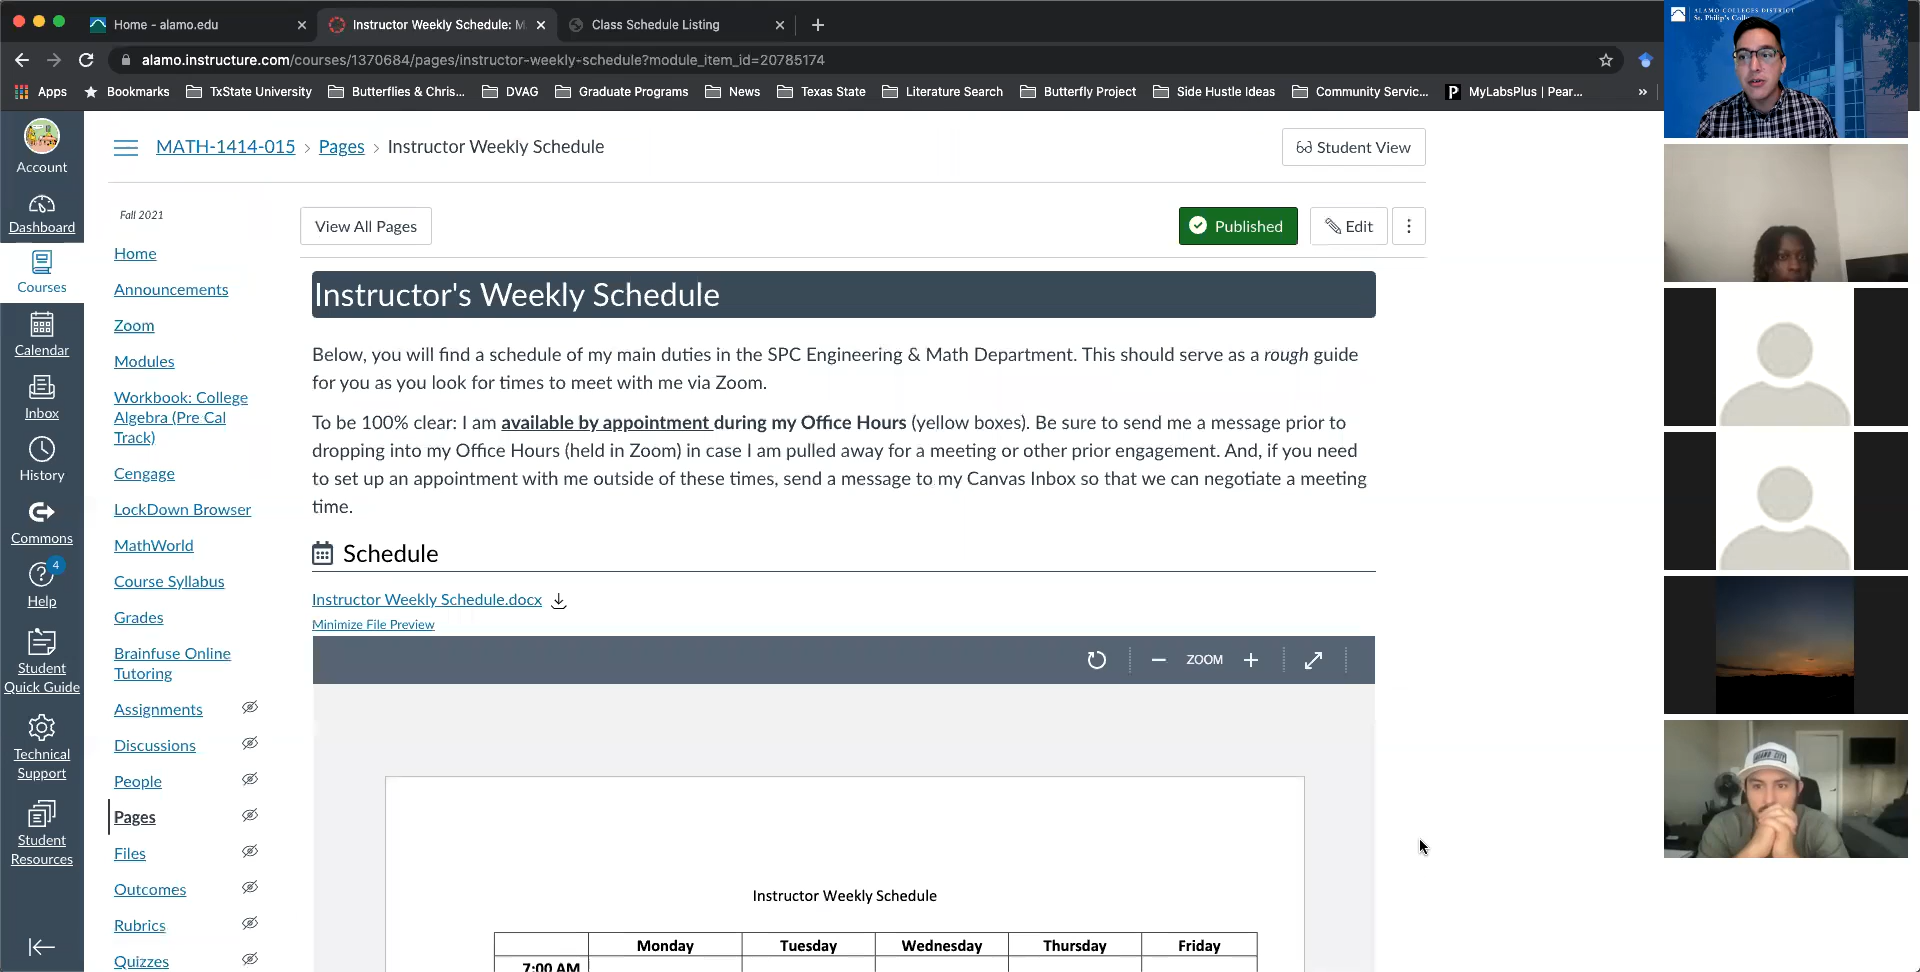 Home - alamo.edu
Instructor Weekly Schedule: M
Class Schedule Listing
alamo.instructure.com/courses/1370684/pages/instructor-weekly-schedule?module_item_id=20785174
Apps
Bookmarks
TxState University
Butterflies & Chris...
DVAG
Graduate Programs
News
Texas State
Literature Search
Butterfly Project
Side Hustle Ideas
Community Servic...
MyLabsPlus | Pear...
»
ALAMO COLLEGES DISTRICT
St. Philip's
Account
Dashboard
Courses
Calendar
Inbox
History
Commons
4
Help
Student
Quick Guide
Technical
Support
Student
Resources
MATH-1414-015 › Pages › Instructor Weekly Schedule
Student View
Fall 2021
Home
Announcements
Zoom
Modules
Workbook: College
Algebra (Pre Cal
Track)
Cengage
LockDown Browser
MathWorld
Course Syllabus
Grades
Brainfuse Online
Tutoring
Assignments
Discussions
People
Pages
Files
Outcomes
Rubrics
Quizzes
View All Pages
Published
Edit
Instructor's Weekly Schedule
Below, you will find a schedule of my main duties in the SPC Engineering & Math Department. This should serve as a rough guide
for you as you look for times to meet with me via Zoom.
To be 100% clear: I am available by appointment during my Office Hours (yellow boxes). Be sure to send me a message prior to
dropping into my Office Hours (held in Zoom) in case I am pulled away for a meeting or other prior engagement. And, if you need
to set up an appointment with me outside of these times, send a message to my Canvas Inbox so that we can negotiate a meeting
time.
Schedule
Instructor Weekly Schedule.docx
Minimize File Preview
ZOOM
Instructor Weekly Schedule
Monday Tuesday Wednesday Thursday Friday
7:00 AM